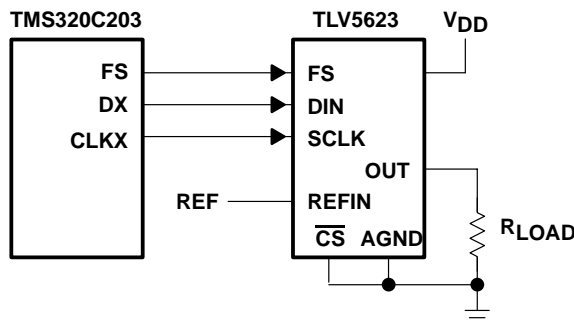 TMS320C203
TLV5623
VDD
FS
DX
CLKX
FS
DIN
SCLK
OUT
REF
REFIN
CS
AGND
RLOAD